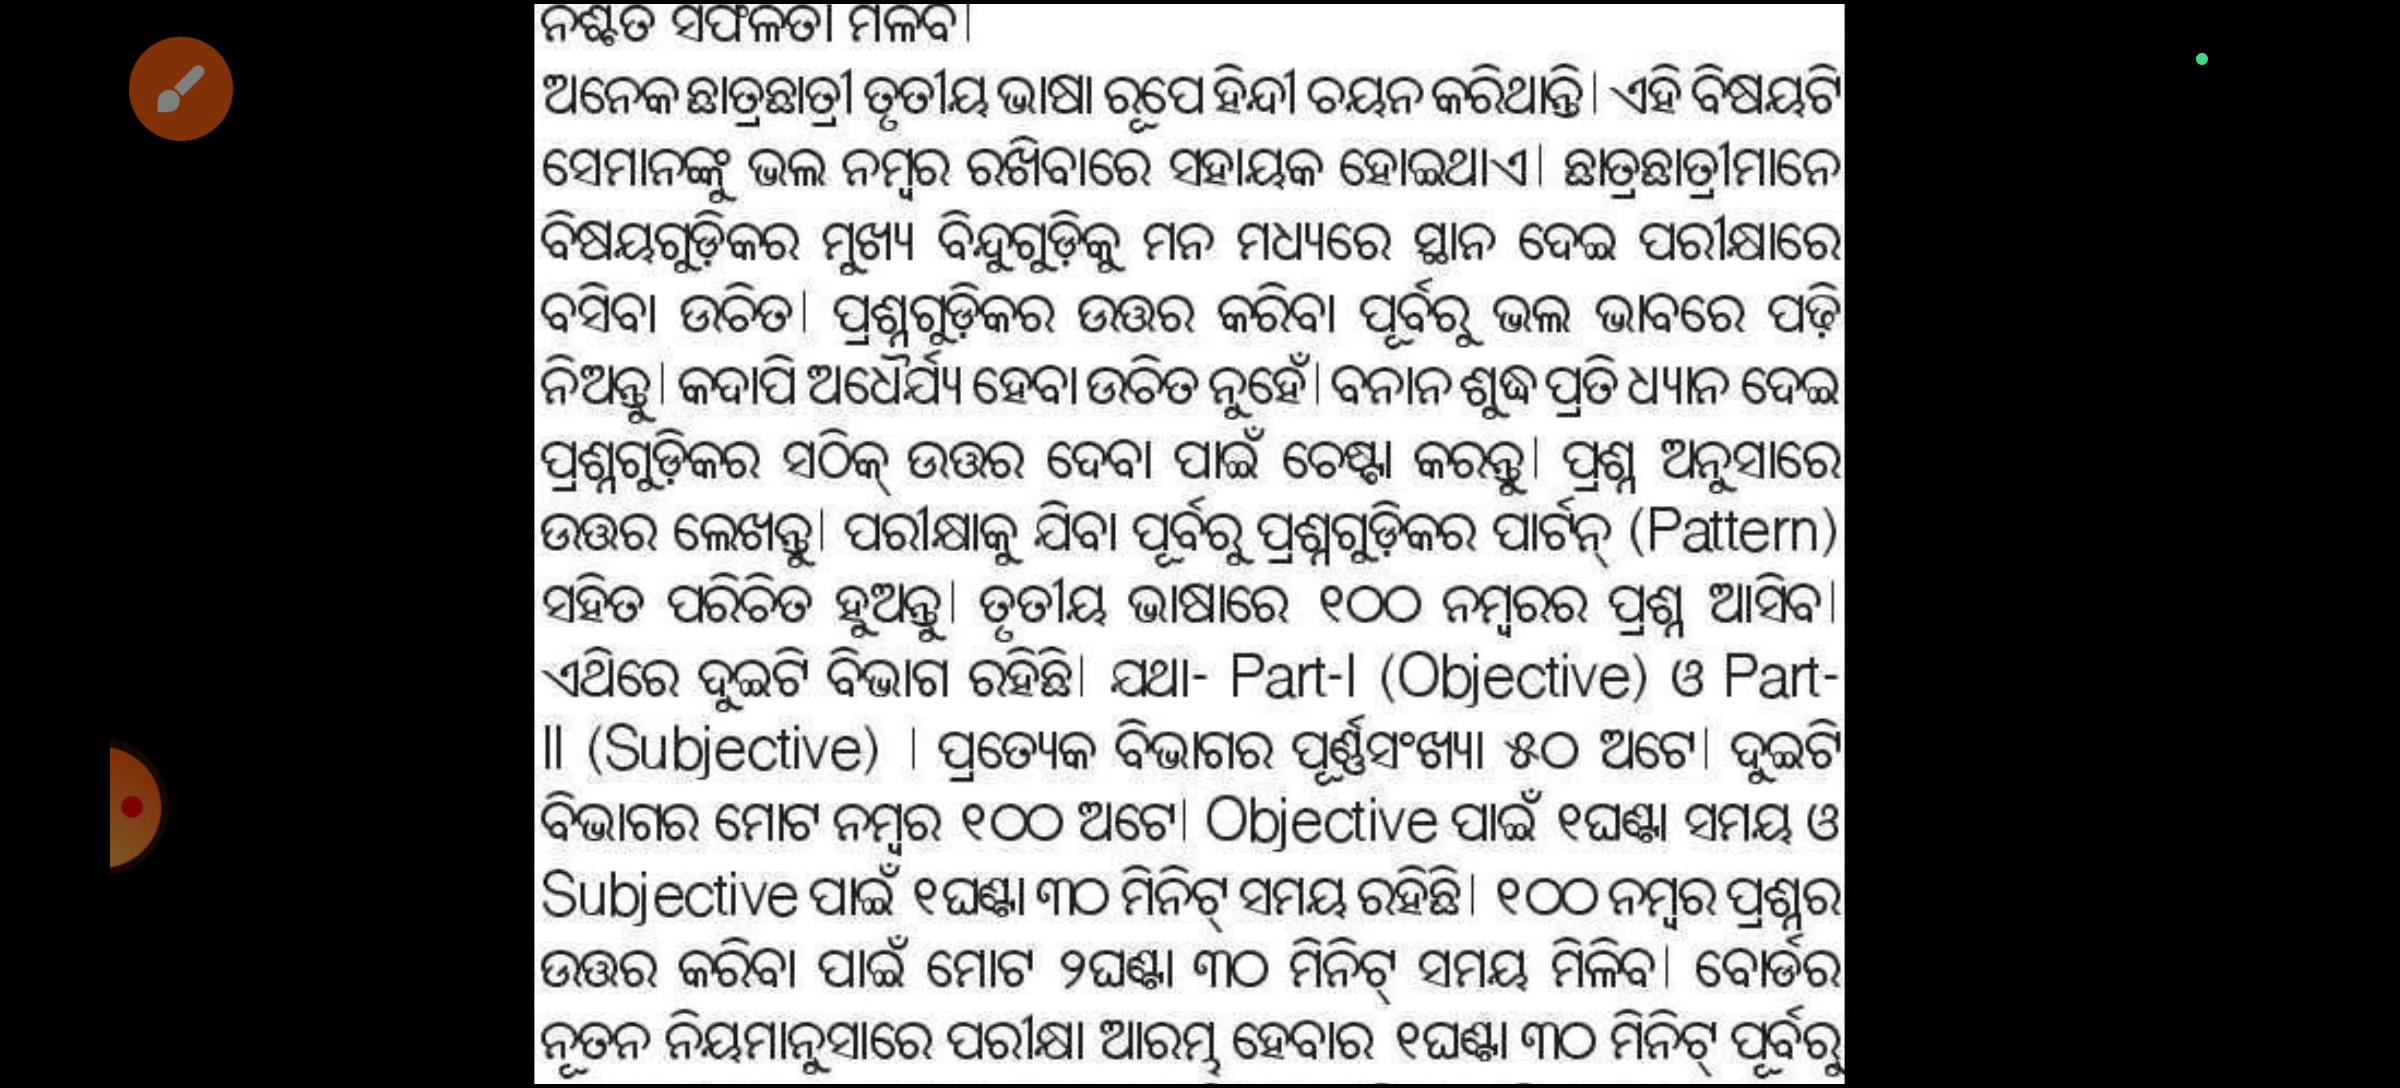 ନିଶ୍ଚିତ ସଫଳତା ମିଳିବ।
ଅନେକ ଛାତ୍ରଛାତ୍ରୀ ତୃତୀୟ ଭାଷା ରୂପେ ହିନ୍ଦୀ ଚୟନ କରିଥାନ୍ତି। ଏହି ବିଷୟଟି
ସେମାନଙ୍କୁ ଭଲ ନମ୍ବର ରଖିବାରେ ସହାୟକ ହୋଇଥାଏ। ଛାତ୍ରଛାତ୍ରୀମାନେ
ବିଷୟଗୁଡ଼ିକର ମୁଖ୍ୟ ବିନ୍ଦୁଗୁଡ଼ିକୁ ମନ ମଧ୍ୟରେ ସ୍ଥାନ ଦେଇ ପରୀକ୍ଷାରେ
ବସିବା ଉଚିତ। ପ୍ରଶ୍ନଗୁଡ଼ିକର ଉତ୍ତର କରିବା ପୂର୍ବରୁ ଭଲ ଭାବରେ ପଢ଼ି
ନିଅନ୍ତୁ। କଦାପି ଅଧୈର୍ଯ୍ୟ ହେବା ଉଚିତ ନୁହେଁ। ବନାନ ଶୁଦ୍ଧ ପ୍ରତି ଧ୍ୟାନ ଦେଇ
ପ୍ରଶ୍ନଗୁଡ଼ିକର ସଠିକ୍ ଉତ୍ତର ଦେବା ପାଇଁ ଚେଷ୍ଟା କରନ୍ତୁ। ପ୍ରଶ୍ନ ଅନୁସାରେ
ଉତ୍ତର ଲେଖନ୍ତୁ। ପରୀକ୍ଷାକୁ ଯିବା ପୂର୍ବରୁ ପ୍ରଶ୍ନଗୁଡ଼ିକର ପାର୍ଟନ୍ (Pattern)
ସହିତ ପରିଚିତ ହୁଅନ୍ତୁ। ତୃତୀୟ ଭାଷାରେ ୧୦୦ ନମ୍ବରର ପ୍ରଶ୍ନ ଆସିବ।
ଏଥିରେ ଦୁଇଟି ବିଭାଗ ରହିଛି। ଯଥା- Part-I (Objective) ଓ Part-
II (Subjective) । ପ୍ରତ୍ୟେକ ବିଭାଗର ପୂର୍ଣ୍ଣସଂଖ୍ୟା ୫୦ ଅଟେ। ଦୁଇଟି
ବିଭାଗର ମୋଟ ନମ୍ବର ୧୦୦ ଅଟେ। Objective ପାଇଁ ୧ଘଣ୍ଟା ସମୟ ଓ
Subjective ପାଇଁ ୧ଘଣ୍ଟା ୩୦ ମିନିଟ୍ ସମୟ ରହିଛି। ୧୦୦ ନମ୍ବର ପ୍ରଶ୍ନର
ଉତ୍ତର କରିବା ପାଇଁ ମୋଟ ୨ଘଣ୍ଟା ୩୦ ମିନିଟ୍ ସମୟ ମିଳିବ। ବୋର୍ଡର
ନୂତନ ନିୟମାନୁସାରେ ପରୀକ୍ଷା ଆରମ୍ଭ ହେବାର ୧ଘଣ୍ଟା ୩୦ ମିନିଟ୍ ପୂର୍ବରୁ